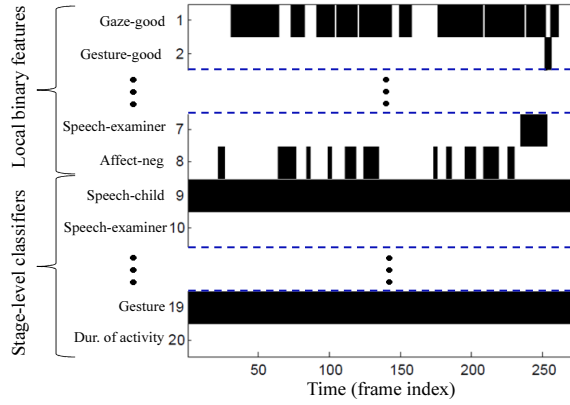 Local binary features
Stage-level classifiers
Gaze-good 1
Gesture-good 2
Speech-examiner 7
Affect-neg 8
Speech-child 9
Speech-examiner 10
Gesture 19
Dur. of activity 20
50 100 150 200 250
Time (frame index)